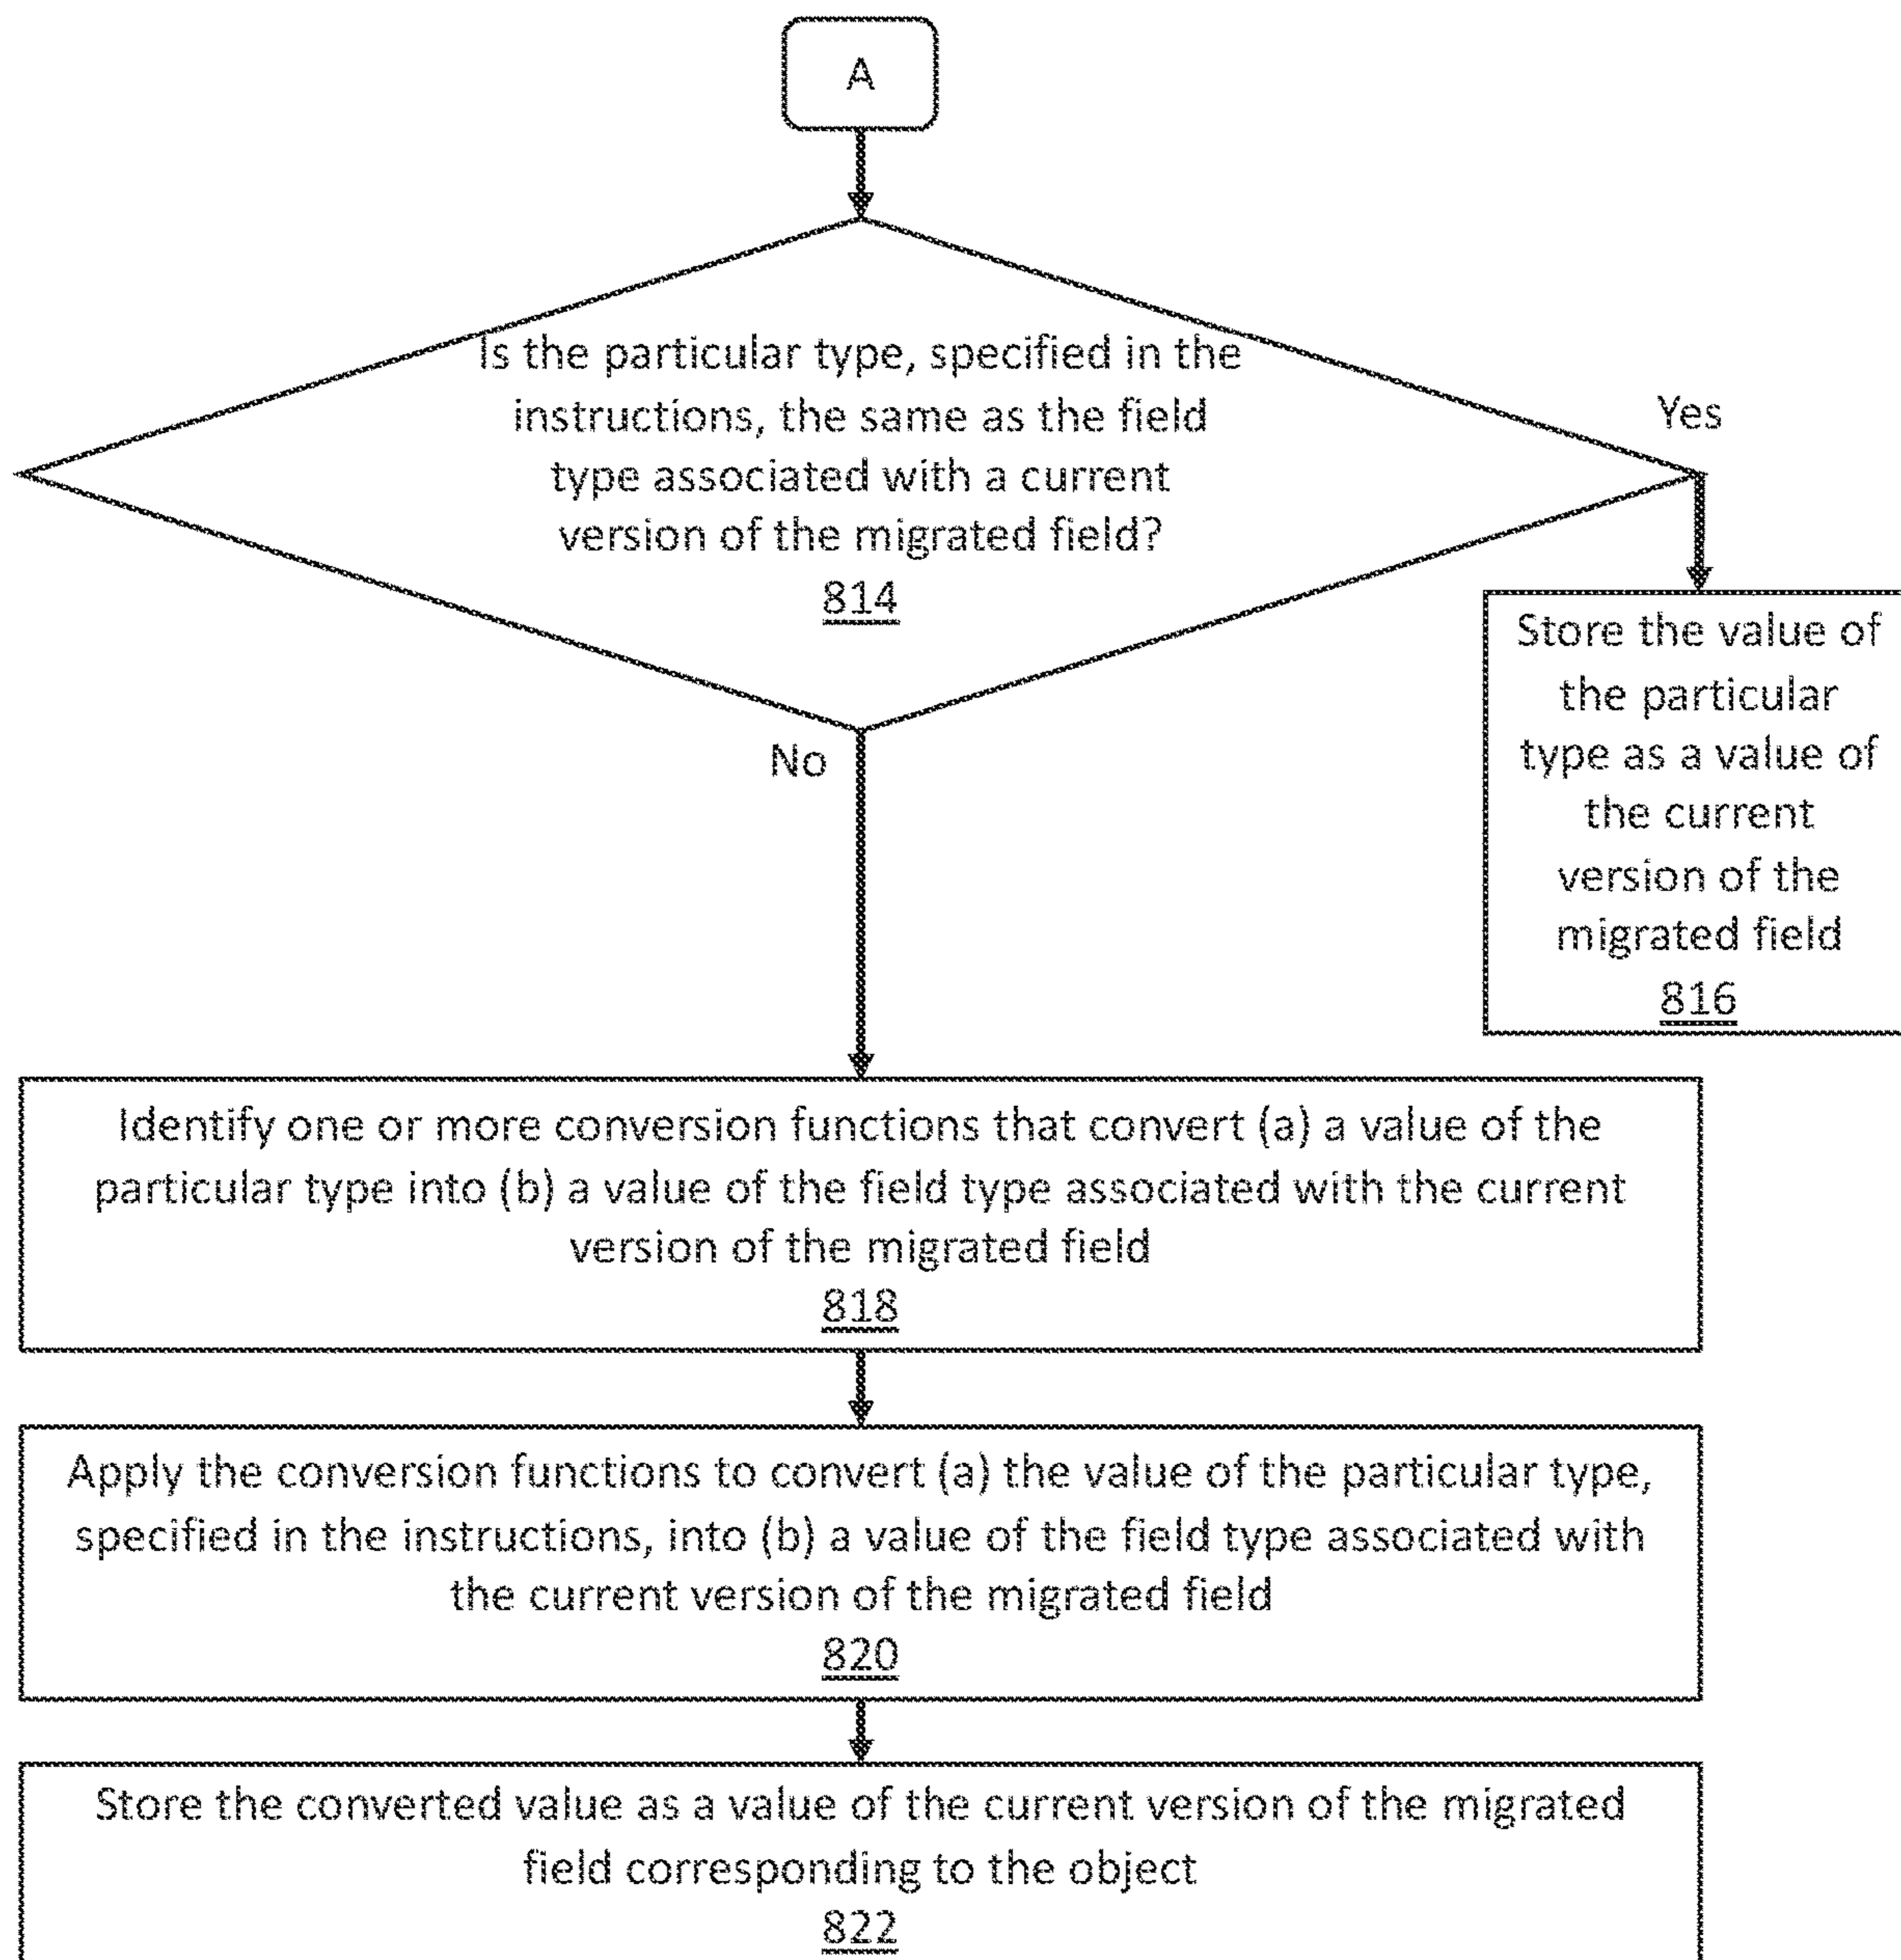 A
Is the particular type, specified in the
instructions, the same as the field
type associated with a current
version of the migrated field?
814
Yes
No
Store the value of
the particular
type as a value of
the current
version of the
migrated field
816
Identify one or more conversion functions that convert (a) a value of the
particular type into (b) a value of the field type associated with the current
version of the migrated field
818
Apply the conversion functions to convert (a) the value of the particular type,
specified in the instructions, into (b) a value of the field type associated with
the current version of the migrated field
820
Store the converted value as a value of the current version of the migrated
field corresponding to the object
822